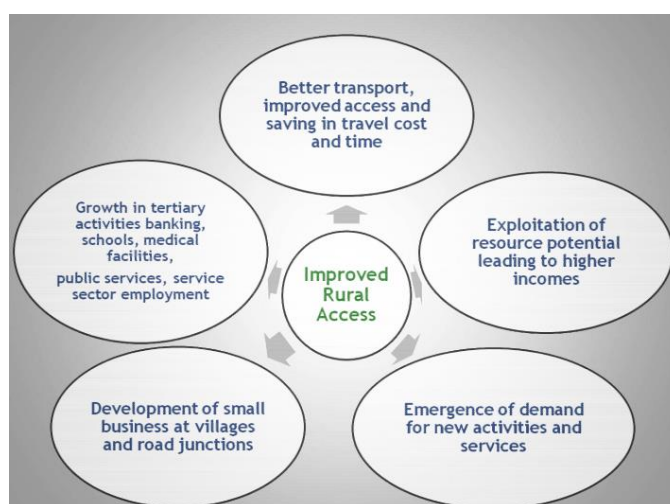 Better transport,
improved access and
saving in travel cost
and time
Growth in tertiary
activities banking,
schools, medical
facilities,
public services, service
sector employment
Exploitation of
resource potential
leading to higher
incomes
Improved
Rural
Access
Development of small
business at villages
and road junctions
Emergence of demand
for new activities and
services